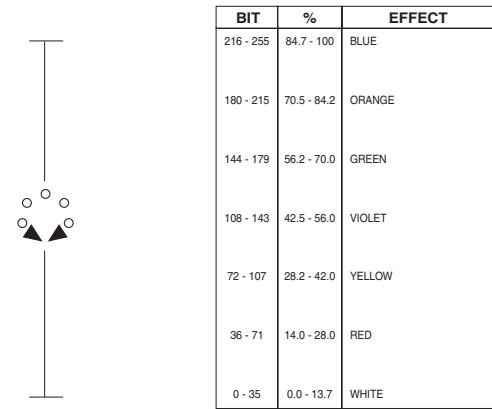 BIT % EFFECT
216 - 255 84.7 - 100 BLUE
180 - 215 70.5 - 84.2 ORANGE
144 - 179 56.2 - 70.0 GREEN
108 - 143 42.5 - 56.0 VIOLET
72 - 107 28.2 - 42.0 YELLOW
36 - 71 14.0 - 28.0 RED
0 - 35 0.0 - 13.7 WHITE